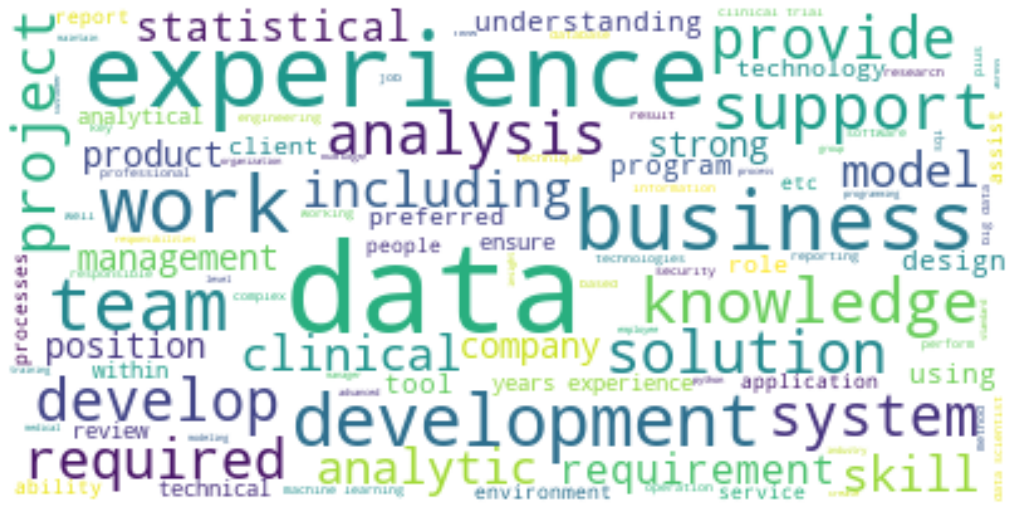 report
statistical
understanding
clinical trial
provide
project
experience
database
technology
research
job
support
analytical
engineering
analysis
result
strong
software
assist
key
product
client
organization
technique
program
process
group
model
professional
etc
information
programming
big data
work
including
preferred
working
business
well
responsibilities
people
ensure
technologies
reporting
design
management
security
role
processes
responsible
level
data
insight
based
knowledge
team
complex
standard
position
clinical
company
employee
solution
perform
training
within
manager
tool
years experience
python
application
using
develop
advanced
development
system
method
data scientist
medical
review
modeling
required
analytic
requirement
industry
skill
ability
technical
machine learning
environment
operation
service
create